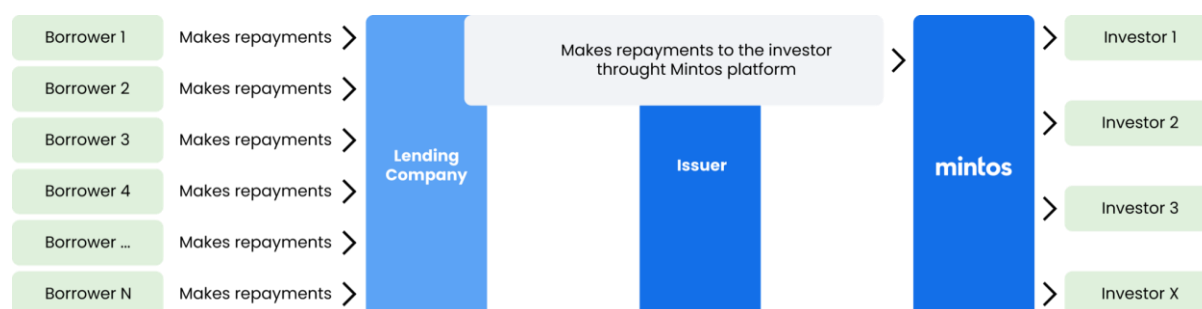 Borrower 1 Makes repayments
Makes repayments to the investor
throught Mintos platform
Investor 1
Borrower 2 Makes repayments
Investor 2
Borrower 3 Makes repayments
Lending
Company
Issuer
mintos
Borrower 4 Makes repayments
Investor 3
Borrower ... Makes repayments
Borrower N Makes repayments
Investor X